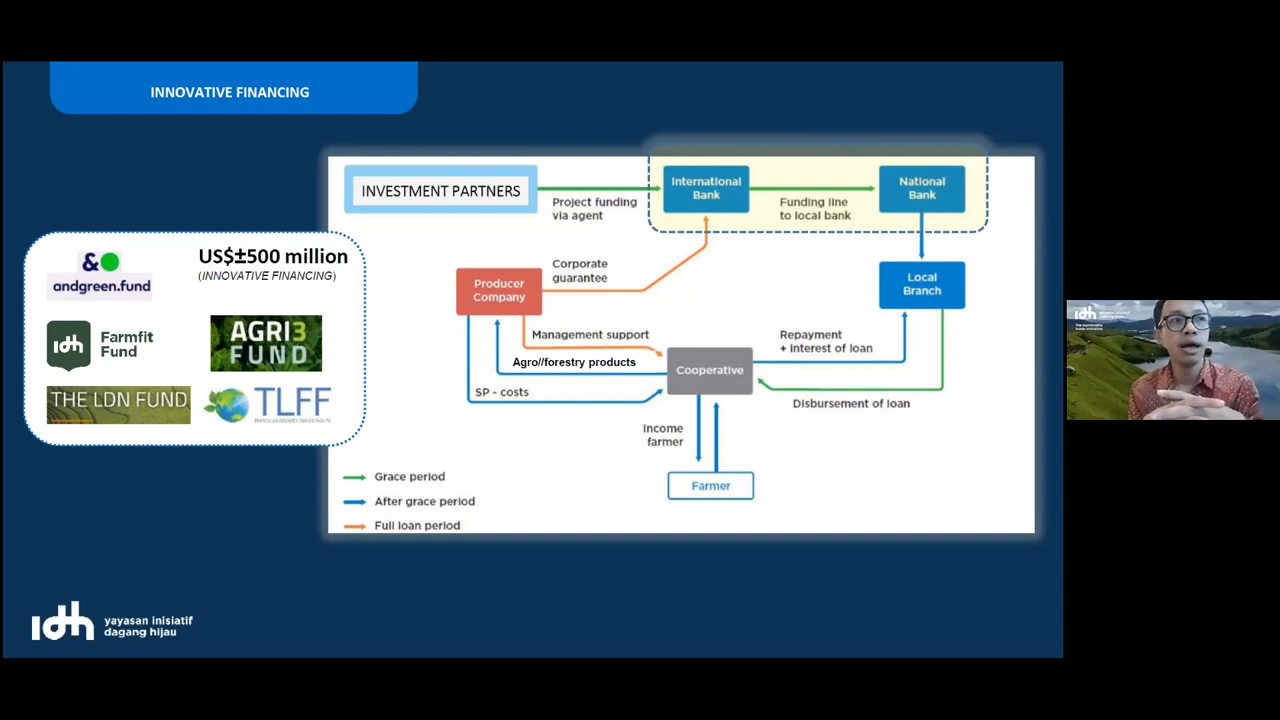 INNOVATIVE FINANCING
INVESTMENT PARTNERS
Project funding
via agent
International
Bank
Funding line
to local bank
National
Bank
&
andgreen.fund
US$±500 million
(INNOVATIVE FINANCING)
idh
Farmfit
Fund
AGRI3
FUND
THE LDN FUND
TLFF
Producer
Company
Corporate
guarantee
Local
Branch
Management support
Agro//forestry products
SP - costs
Cooperative
Repayment
+ interest of loan
Disbursement of loan
Income
farmer
Farmer
Grace period
After grace period
Full loan period
idh
yayasan inisiatif
dagang hijau
idh